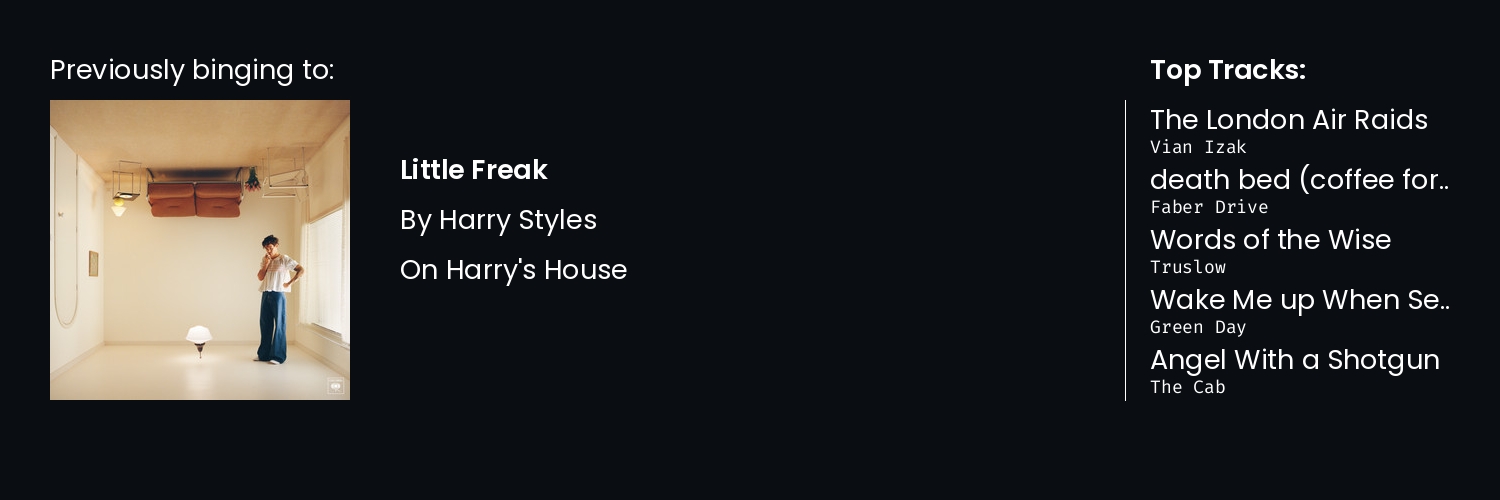 Previously binging to:
Little Freak
By Harry Styles
On Harry's House
Top Tracks:
The London Air Raids
Vian Izak
death bed (coffee for..
Faber Drive
Words of the Wise
Truslow
Wake Me up When Se..
Green Day
Angel With a Shotgun
The Cab